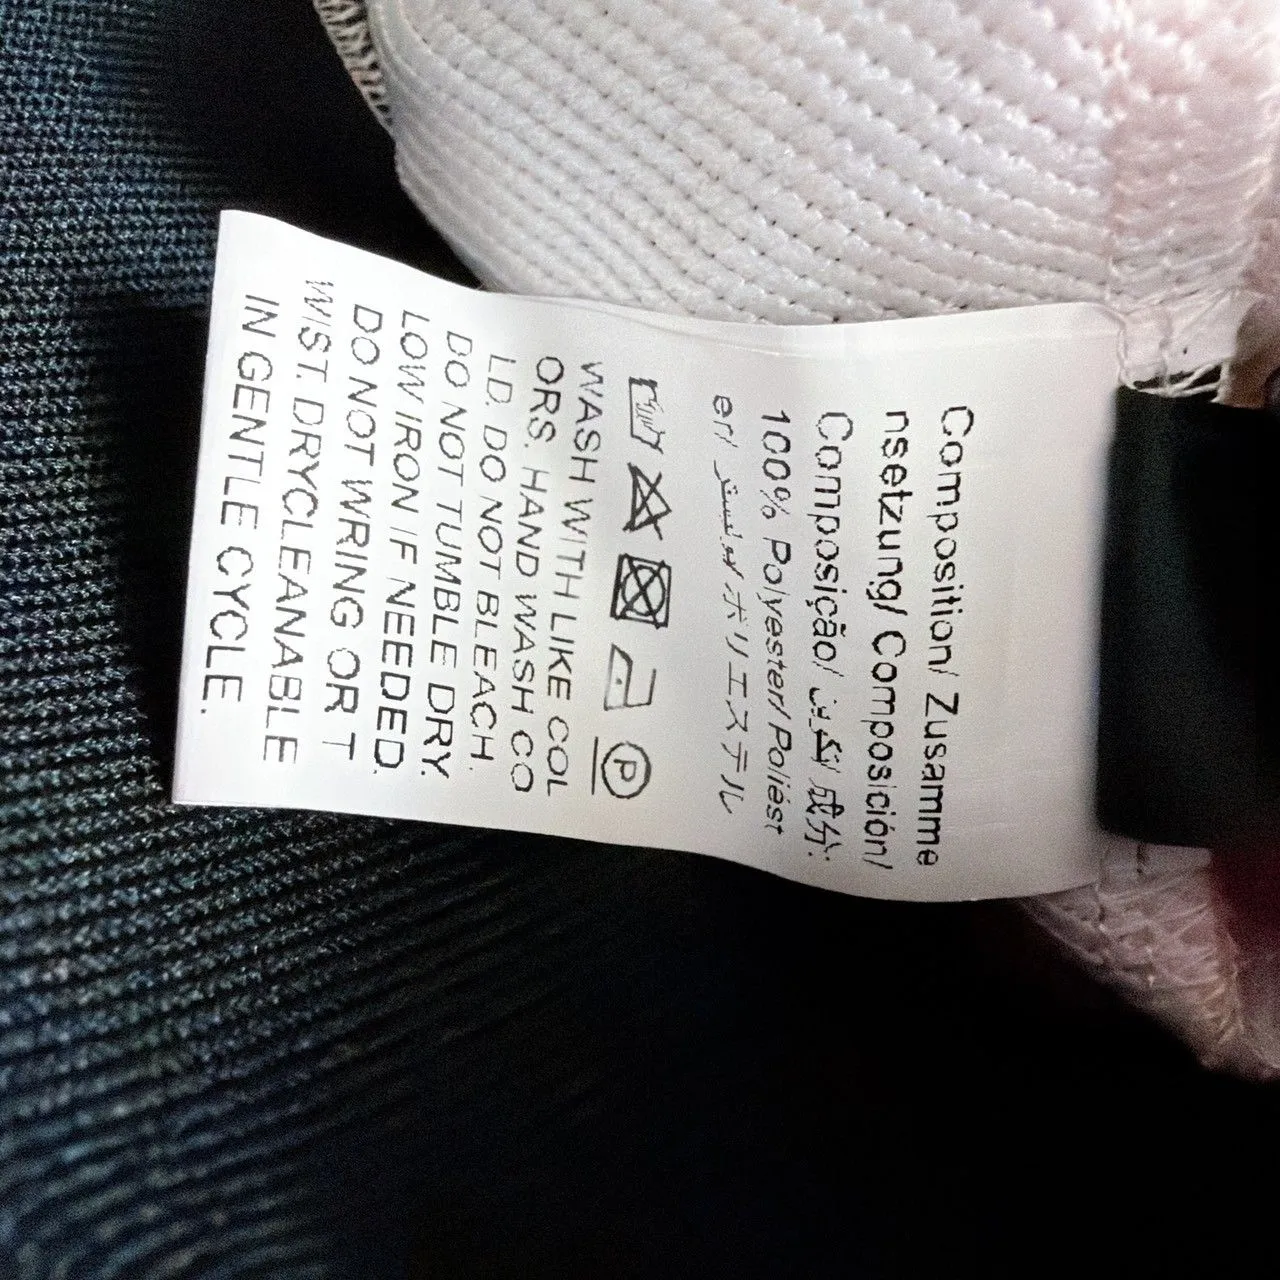 Composition/ Zusamme
nsetzung/ Composición/
Composição/ تكوين/ 成分:
100% Polyester/ Poliést
er/ بوليستر/ ポリエステル
P
WASH WITH LIKE COL
ORS. HAND WASH CO
LD. DO NOT BLEACH.
DO NOT TUMBLE DRY.
LOW IRON IF NEEDED.
DO NOT WRING OR T
WIST. DRYCLEANABLE
IN GENTLE CYCLE.